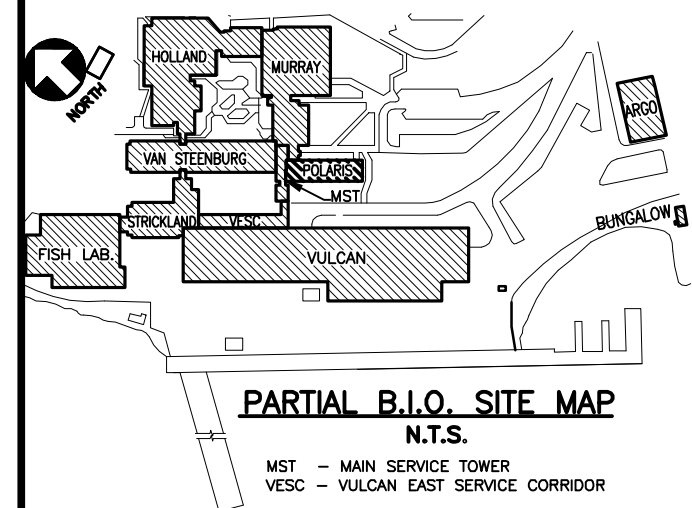 HOLLAND
MURRAY
NORTH
ARGO
VAN STEENBURG
POLARIS
MST
STRICKLAND
VESC
BUNGALOW
FISH LAB.
VULCAN
PARTIAL B.I.O. SITE MAP
N.T.S.
MST – MAIN SERVICE TOWER
VESC – VULCAN EAST SERVICE CORRIDOR